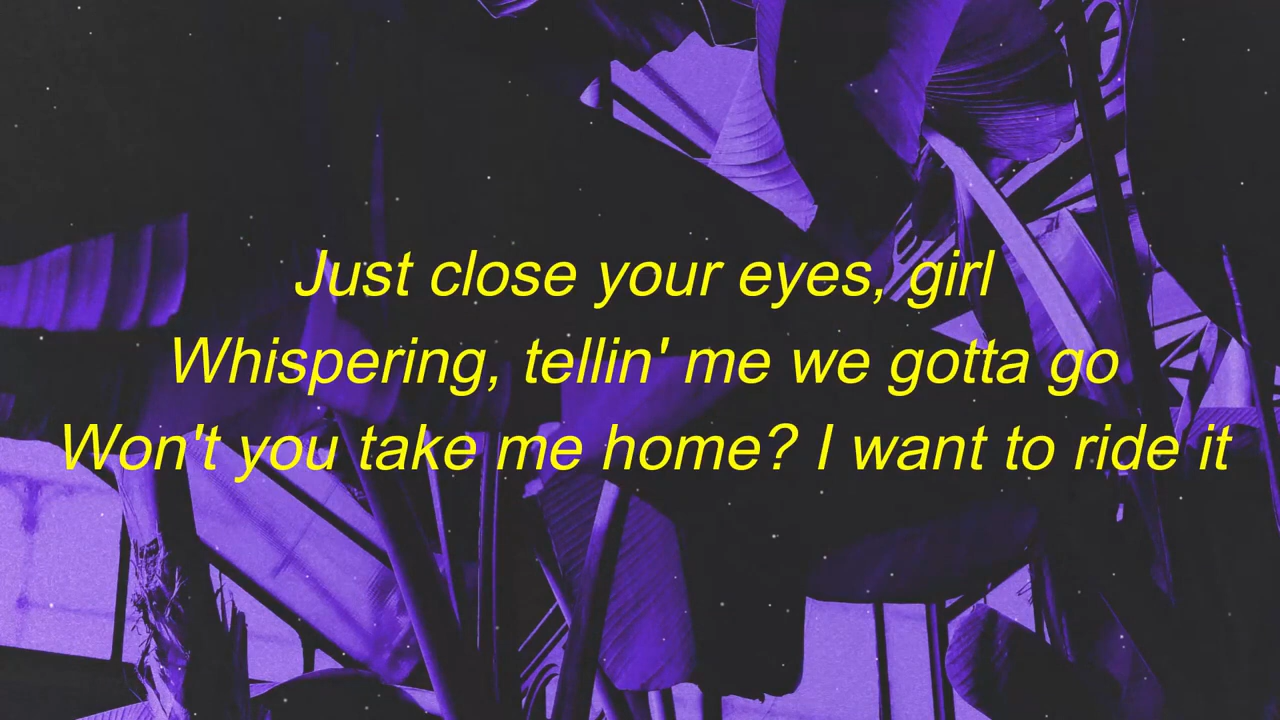 Just close your eyes, girl
Whispering, tellin' me we gotta go
Won't you take me home? I want to ride it